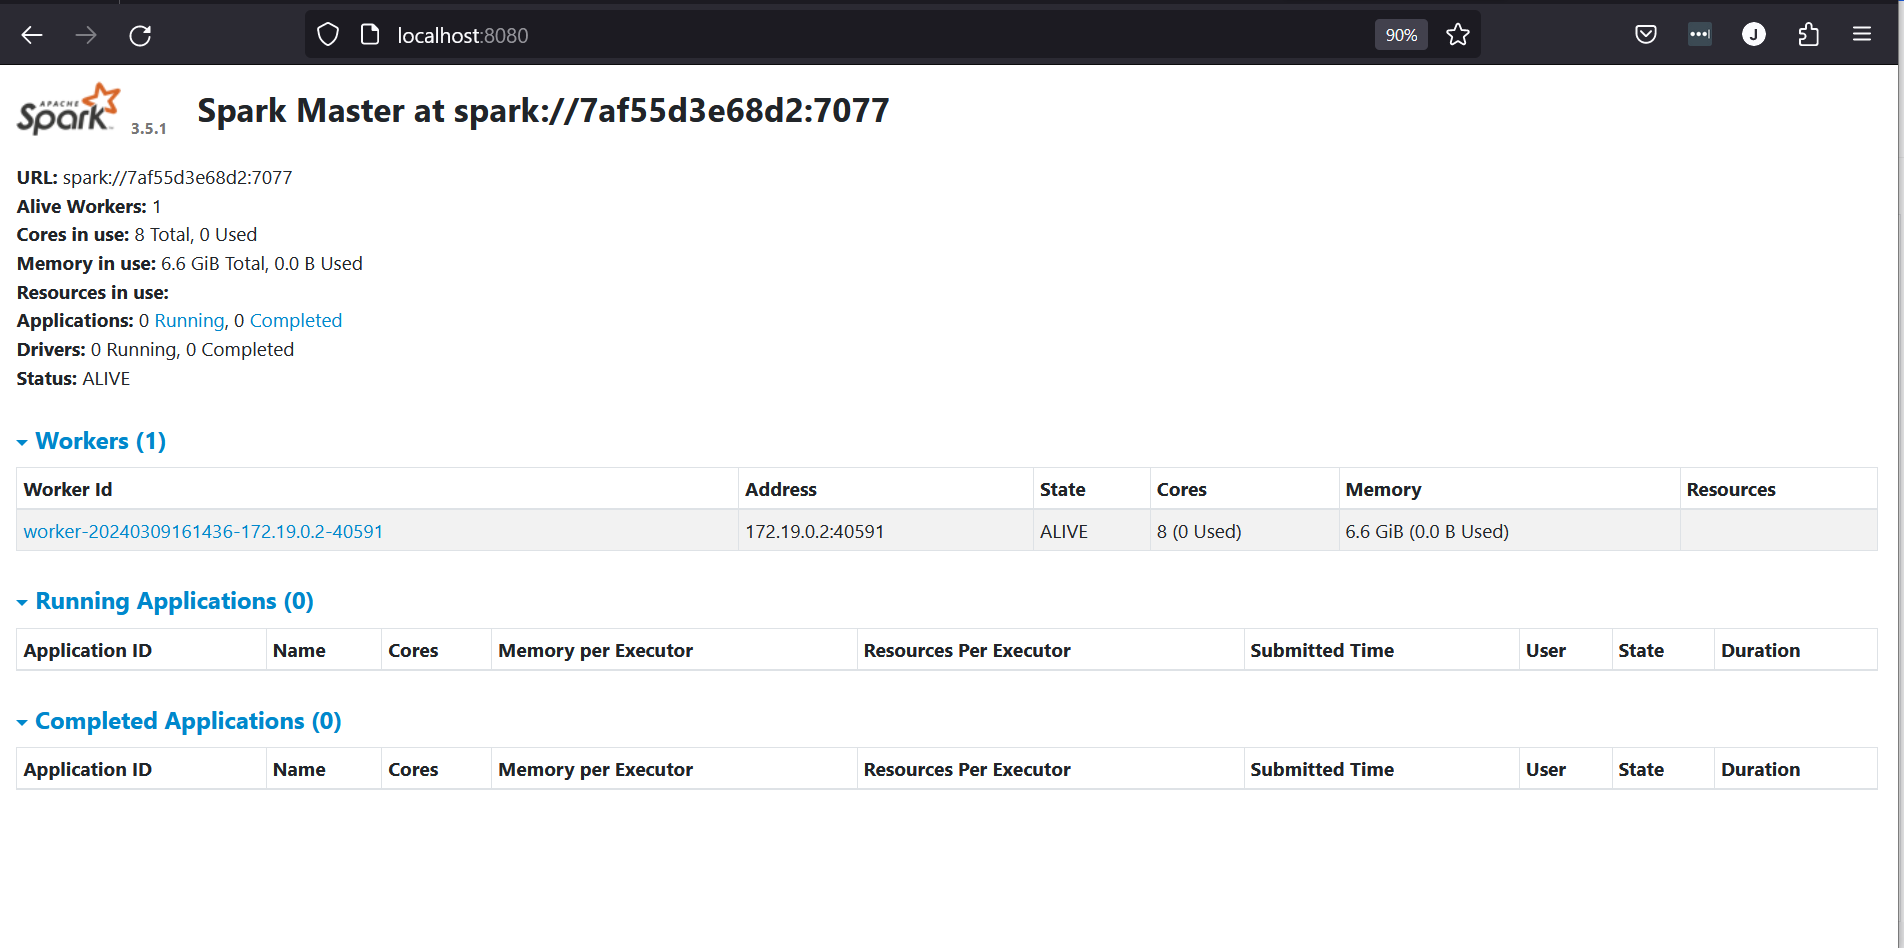 localhost:8080
90%
J
APACHE
Spark
3.5.1
Spark Master at spark://7af55d3e68d2:7077
URL: spark://7af55d3e68d2:7077
Alive Workers: 1
Cores in use: 8 Total, 0 Used
Memory in use: 6.6 GiB Total, 0.0 B Used
Resources in use:
Applications: 0 Running, 0 Completed
Drivers: 0 Running, 0 Completed
Status: ALIVE
Workers (1)
Worker Id Address State Cores Memory Resources
worker-20240309161436-172.19.0.2-40591 172.19.0.2:40591 ALIVE 8 (0 Used) 6.6 GiB (0.0 B Used)
Running Applications (0)
Application ID Name Cores Memory per Executor Resources Per Executor Submitted Time User State Duration
Completed Applications (0)
Application ID Name Cores Memory per Executor Resources Per Executor Submitted Time User State Duration